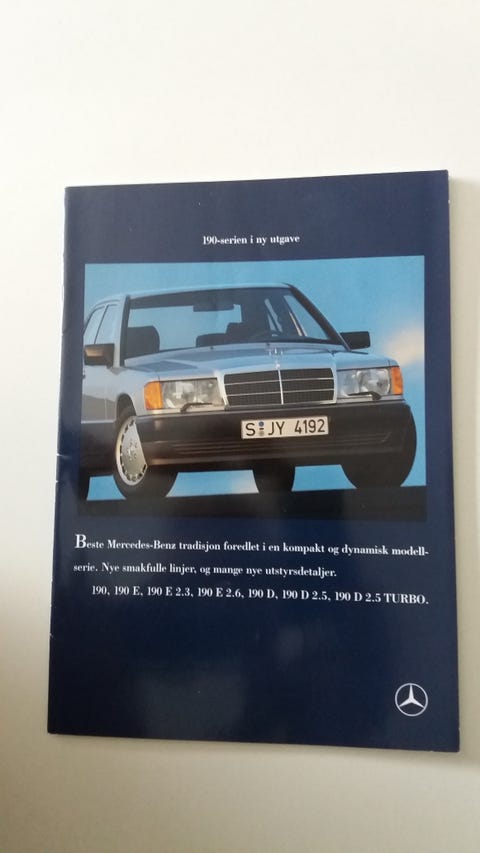 190-serien i ny utgave
S JY 4192
Beste Mercedes-Benz tradisjon foredlet i en kompakt og dynamisk modell-
serie. Nye smakfulle linjer, og mange nye utstyrsdetaljer.
190, 190 E, 190 E 2.3, 190 E 2.6, 190 D, 190 D 2.5, 190 D 2.5 TURBO.